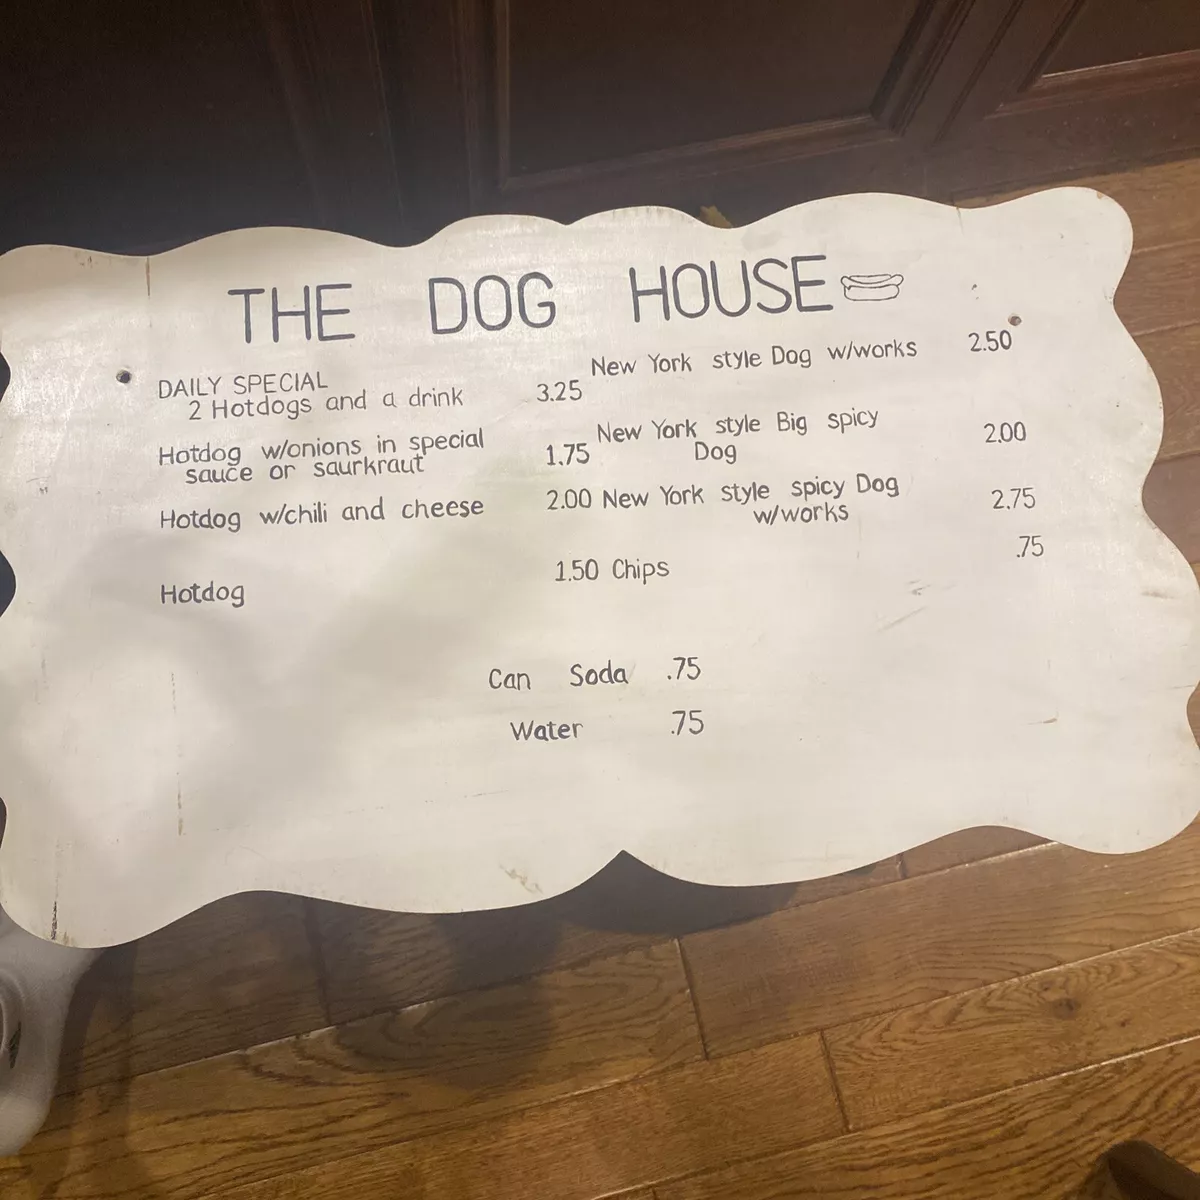 THE DOG HOUSE
DAILY SPECIAL
2 Hotdogs and a drink 3.25
Hotdog w/onions in special
sauce or saurkraut 1.75
Hotdog w/chili and cheese 2.00
Hotdog 1.50
New York style Dog w/works 2.50
New York style Big spicy
Dog 2.00
New York style spicy Dog
w/works 2.75
Chips .75
Can Soda .75
Water .75